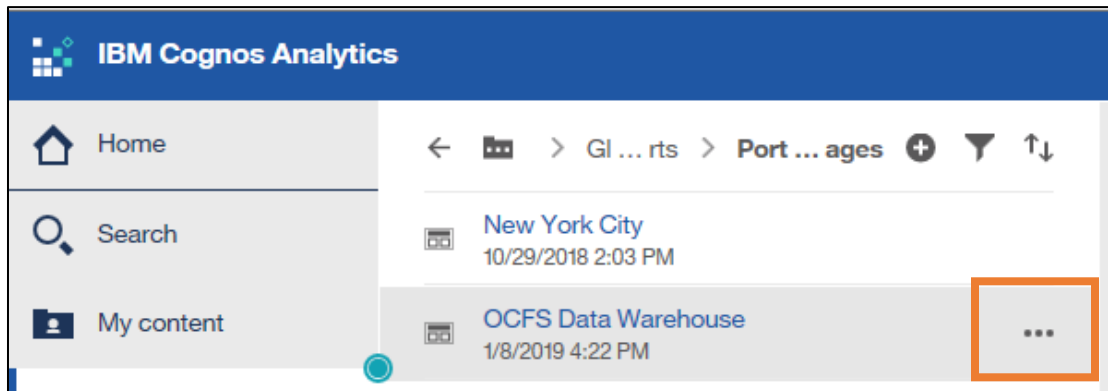 IBM Cognos Analytics
Home
Gl ... rts > Port ... ages
Search
New York City
10/29/2018 2:03 PM
My content
OCFS Data Warehouse
1/8/2019 4:22 PM